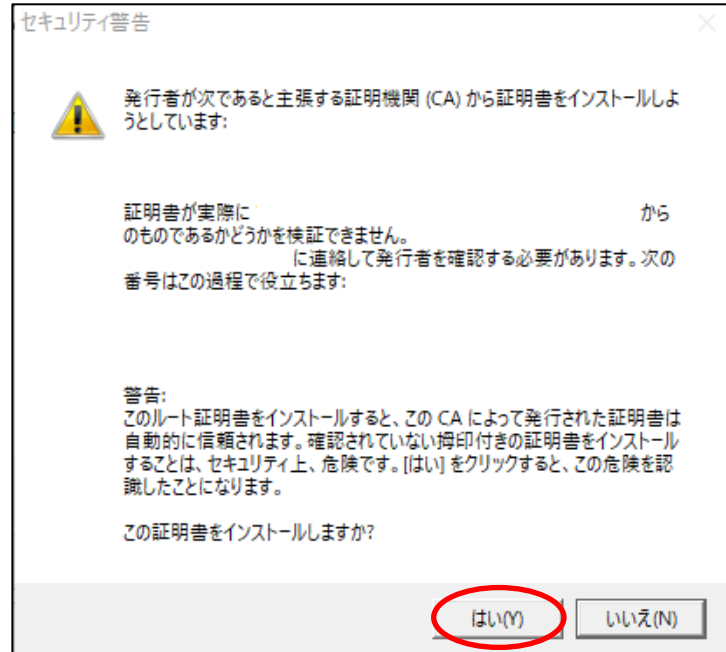 セキュリティ警告
発行者が次であると主張する証明機関 (CA) から証明書をインストールしよ
うとしています:
証明書が実際に から
のものであるかどうかを検証できません。
に連絡して発行者を確認する必要があります。次の
番号はこの過程で役立ちます:
警告:
このルート証明書をインストールすると、この CA によって発行された証明書は
自動的に信頼されます。確認されていない拇印付きの証明書をインストール
することは、セキュリティ上、危険です。[はい] をクリックすると、この危険を認
識したことになります。
この証明書をインストールしますか?
はい(Y) いいえ(N)